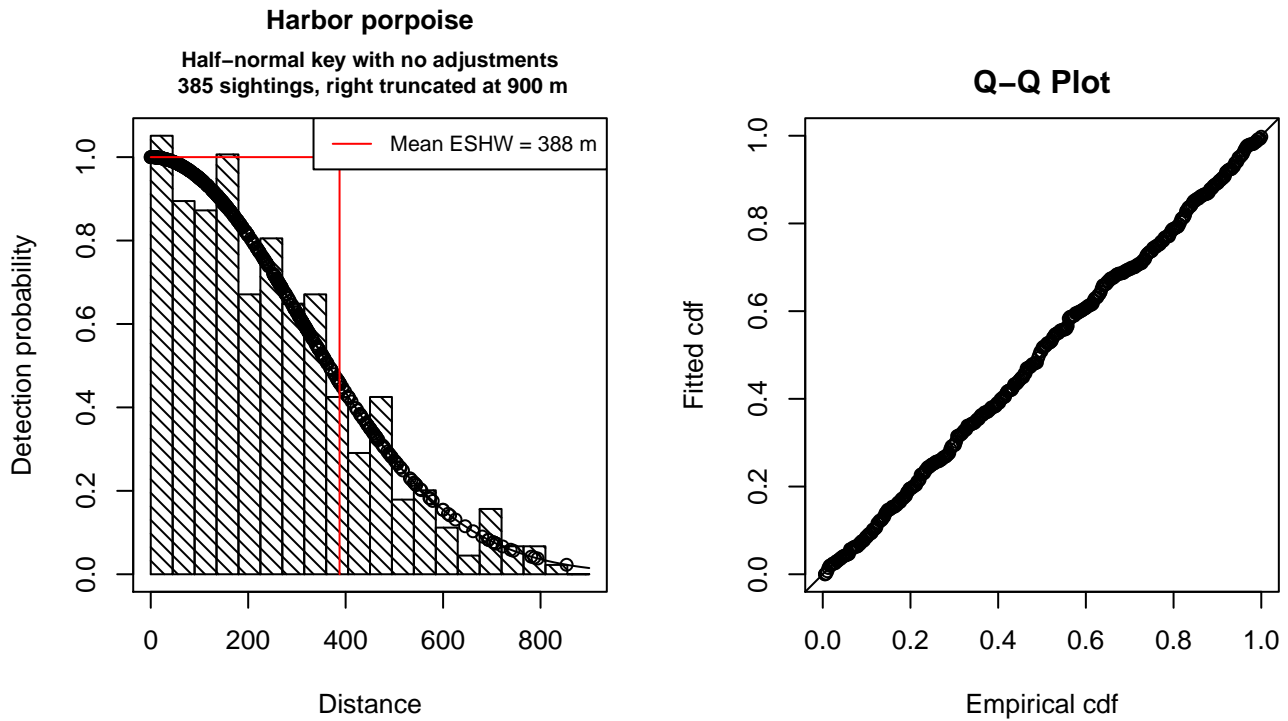 Harbor porpoise
Half−normal key with no adjustments
385 sightings, right truncated at 900 m
Mean ESHW = 388 m
Detection probability
1.0
0.8
0.6
0.4
0.2
0.0
0 200 400 600 800
Distance
Q−Q Plot
Fitted cdf
1.0
0.8
0.6
0.4
0.2
0.0
0.0 0.2 0.4 0.6 0.8 1.0
Empirical cdf